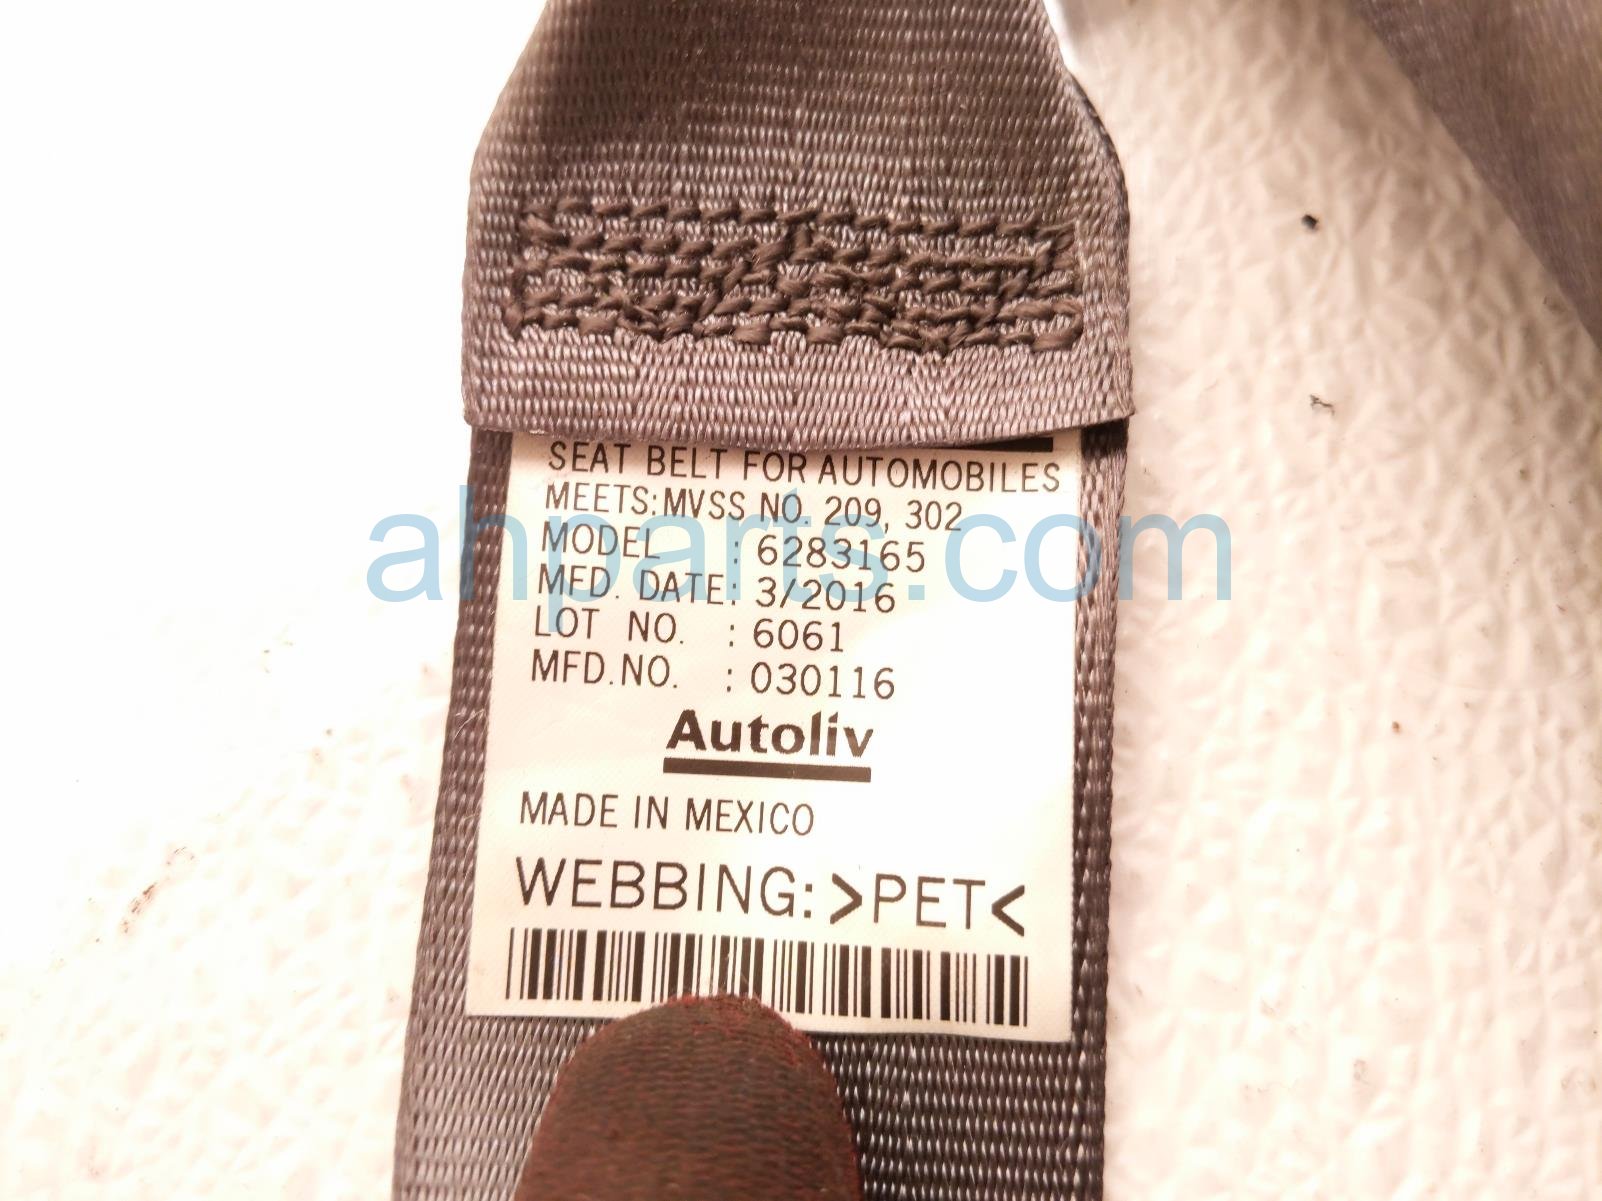 SEAT BELT FOR AUTOMOBILES
MEETS: MVSS NO. 209, 302
MODEL : 6283165
MFD. DATE: 3/2016
LOT NO. : 6061
MFD. NO. : 030116
Autoliv
MADE IN MEXICO
WEBBING: >PET<
ahparts.com